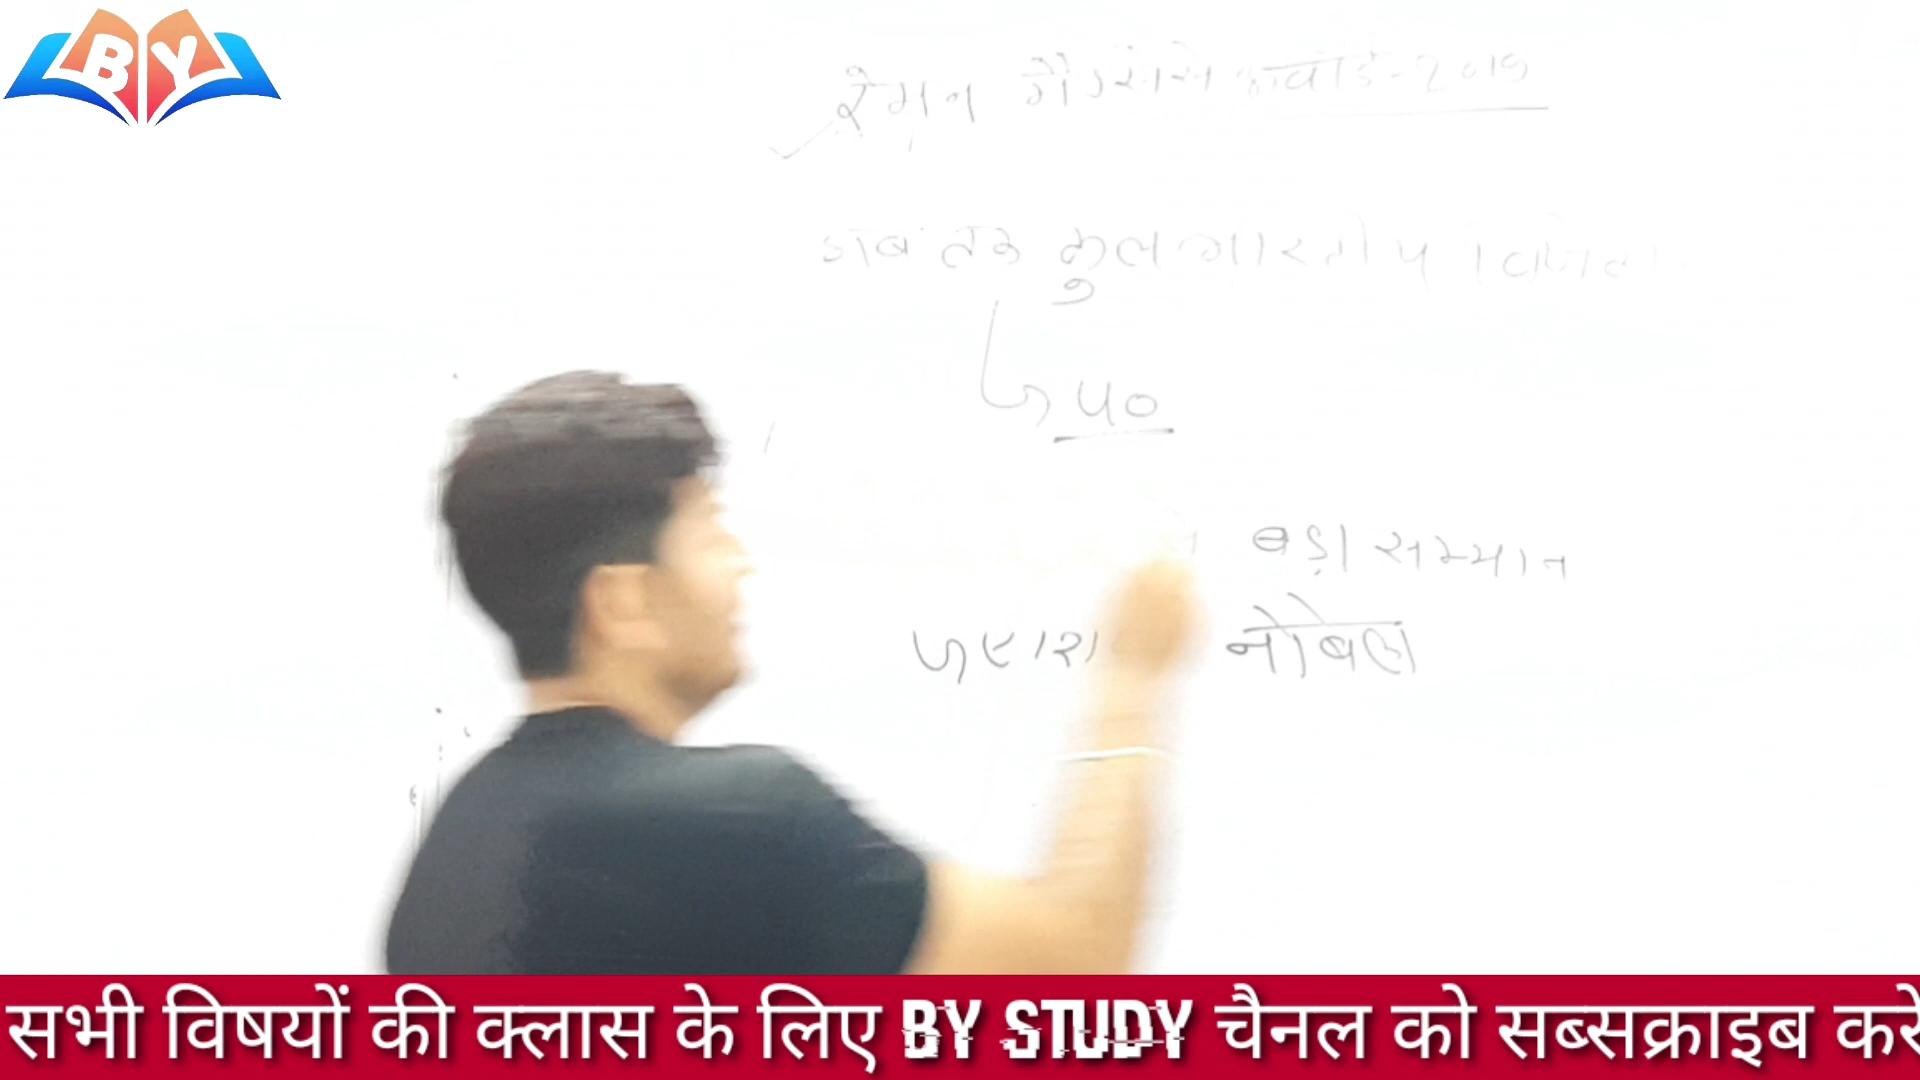 BY
रेमन मैग्सेसे अवार्ड-2019
अब तक कुल भारतीय विजेता
५०
बड़ा सम्मान
एशिया नोबेल
सभी विषयों की क्लास के लिए BY STUDY चैनल को सब्सक्राइब करे